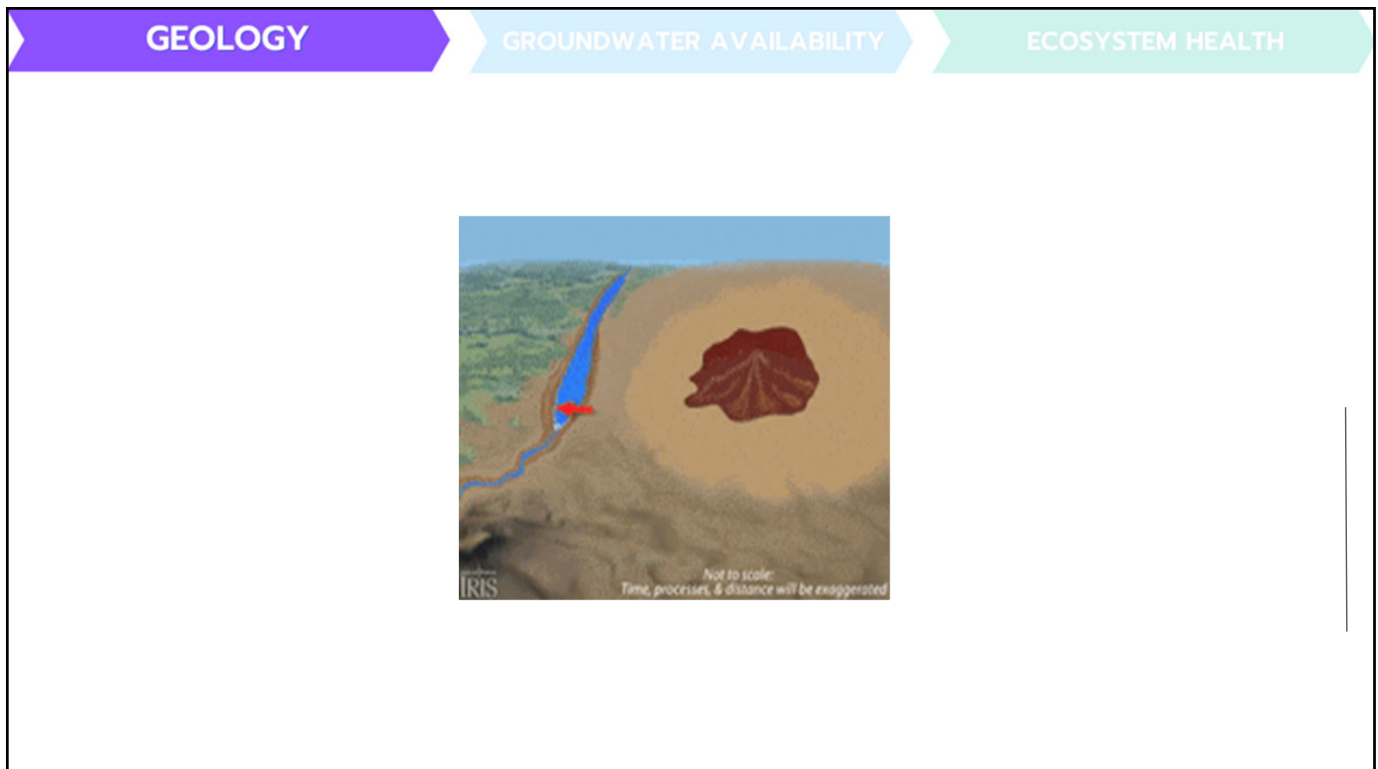 GEOLOGY
GROUNDWATER AVAILABILITY
ECOSYSTEM HEALTH
Not to scale:
Time, processes, & distance will be exaggerated
IRIS